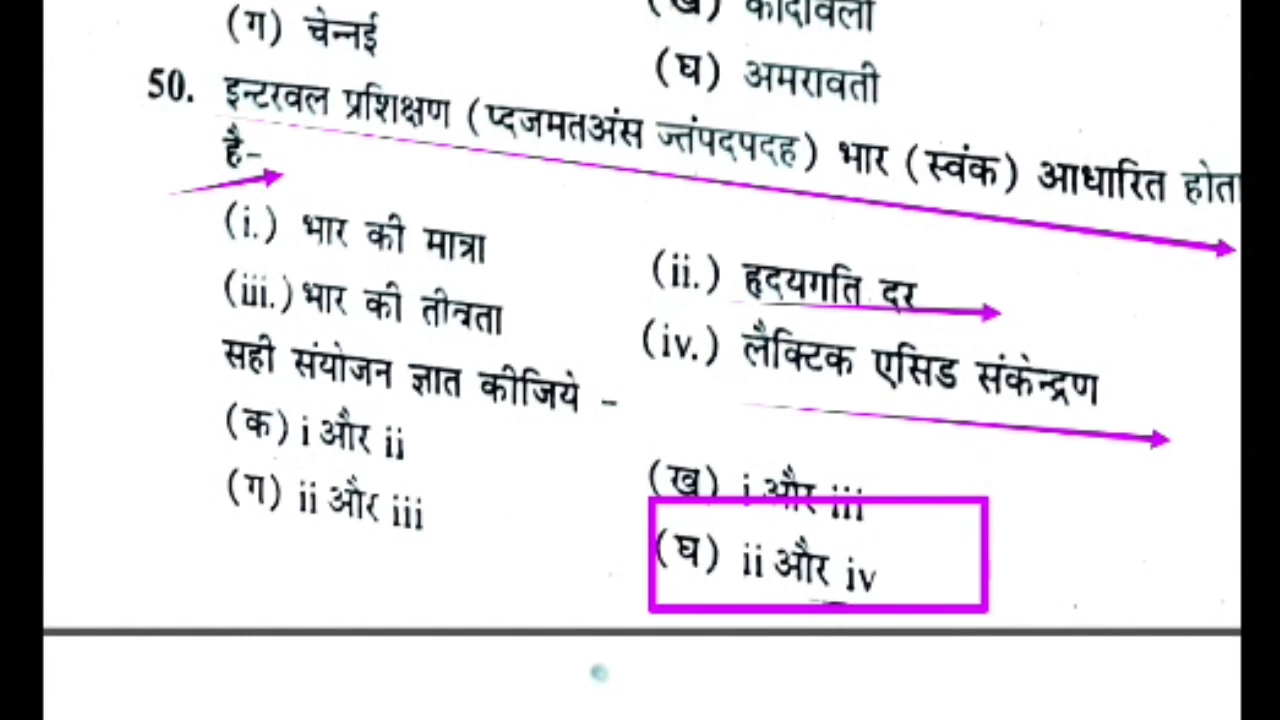 (ग) चेन्नई
(ख) कांदिवली
(घ) अमरावती
50. इन्टरवल प्रशिक्षण (प्दजमतअंस ज्तंपदपदह) भार (स्वंक) आधारित होता
है-
(i.) भार की मात्रा
(ii.) हृदयगति दर
(iii.) भार की तीव्रता
(iv.) लैक्टिक एसिड संकेन्द्रण
सही संयोजन ज्ञात कीजिये -
(क) i और ii
(ख) i और iii
(ग) ii और iii
(घ) ii और iv